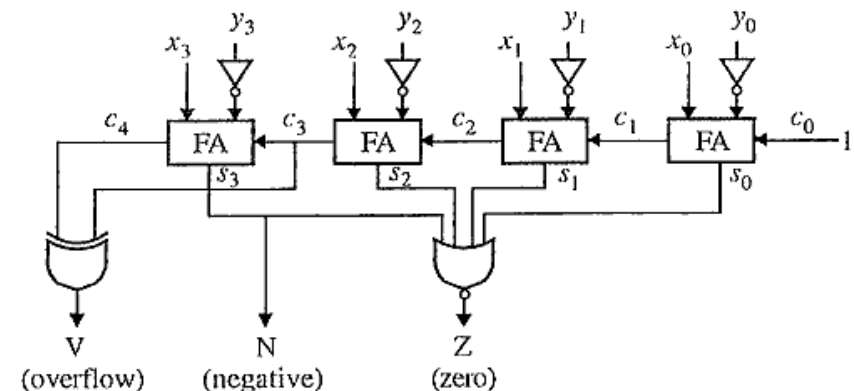 y3 y2 y1 y0
x3 x2 x1 x0
c4 c3 c2 c1 c0
FA FA FA FA 1
s3 s2 s1 s0
V N Z
(overflow) (negative) (zero)